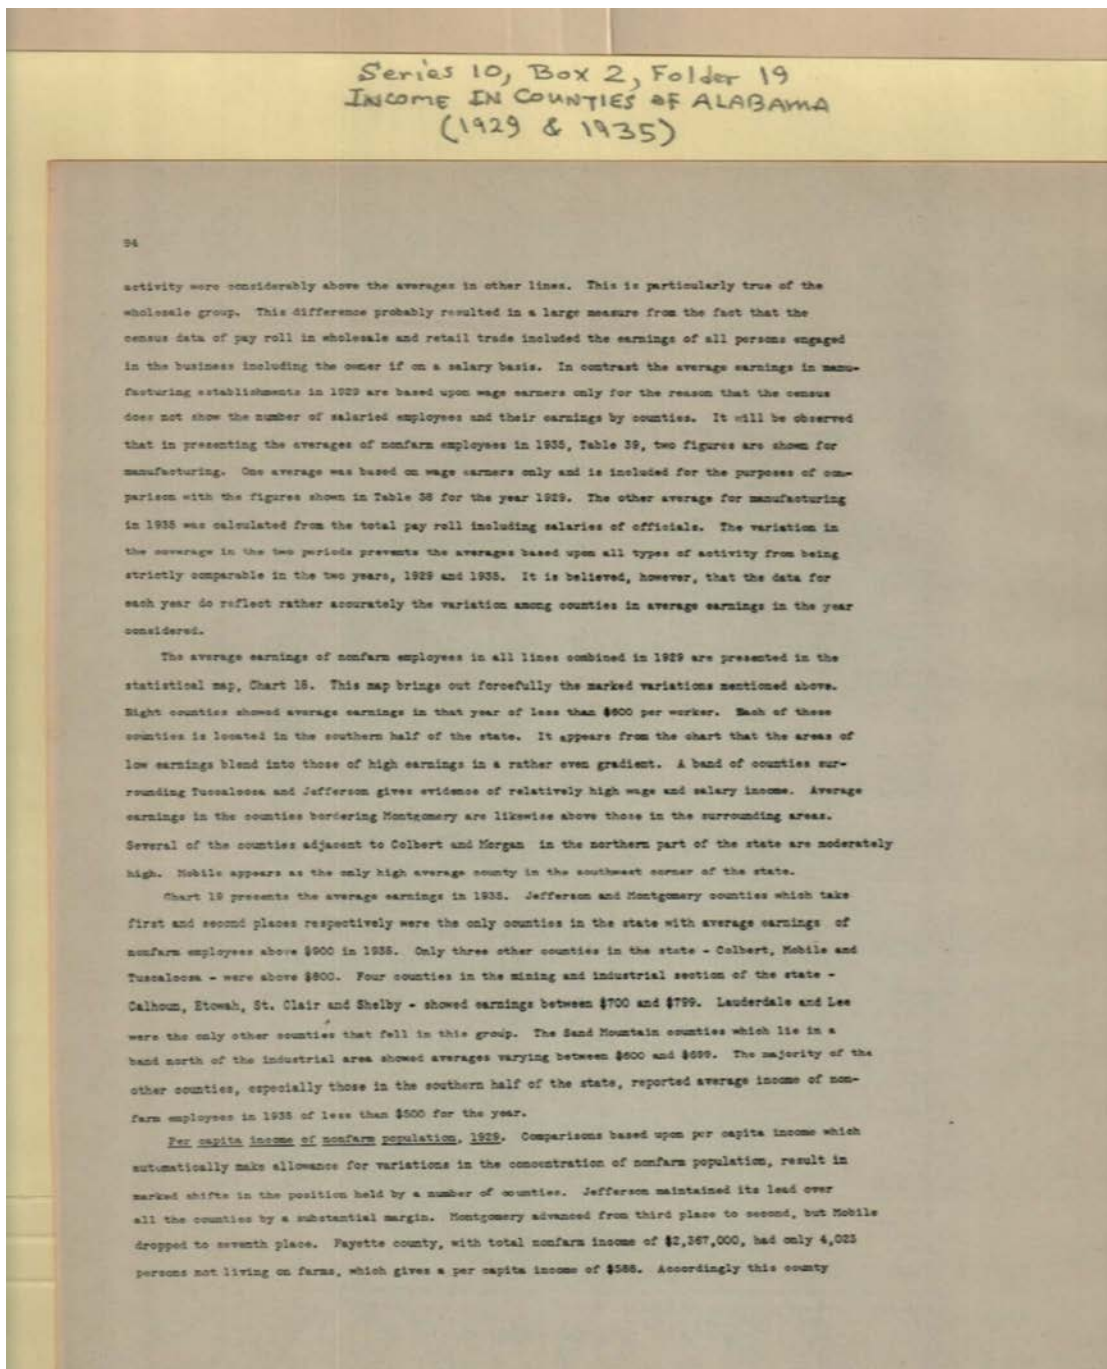 Series 10, Box 2, Folder 19
INCOME IN COUNTIES OF ALABAMA
(1929 & 1935)
94
activity were considerably above the averages in other lines. This is particularly true of the
wholesale group. This difference probably resulted in a large measure from the fact that the
census data of pay roll in wholesale and retail trade included the earnings of all persons engaged
in the business including the owner if on a salary basis. In contrast the average earnings in manu-
facturing establishments in 1929 are based upon wage earners only for the reason that the census
does not show the number of salaried employees and their earnings by counties. It will be observed
that in presenting the averages of nonfarm employees in 1935, Table 39, two figures are shown for
manufacturing. One average was based on wage earners only and is included for the purposes of com-
parison with the figures shown in Table 38 for the year 1929. The other average for manufacturing
in 1935 was calculated from the total pay roll including salaries of officials. The variation in
the coverage in the two periods prevents the averages based upon all types of activity from being
strictly comparable in the two years, 1929 and 1935. It is believed, however, that the data for
each year do reflect rather accurately the variation among counties in average earnings in the year
considered.
The average earnings of nonfarm employees in all lines combined in 1929 are presented in the
statistical map, Chart 18. This map brings out forcefully the marked variations mentioned above.
Eight counties showed average earnings in that year of less than $600 per worker. Each of these
counties is located in the southern half of the state. It appears from the chart that the areas of
low earnings blend into those of high earnings in a rather even gradient. A band of counties sur-
rounding Tuscaloosa and Jefferson gives evidence of relatively high wage and salary income. Average
earnings in the counties bordering Montgomery are likewise above those in the surrounding areas.
Several of the counties adjacent to Colbert and Morgan in the northern part of the state are moderately
high. Mobile appears as the only high average county in the southwest corner of the state.
Chart 19 presents the average earnings in 1935. Jefferson and Montgomery counties which take
first and second places respectively were the only counties in the state with average earnings of
nonfarm employees above $900 in 1935. Only three other counties in the state - Colbert, Mobile and
Tuscaloosa - were above $800. Four counties in the mining and industrial section of the state -
Calhoun, Etowah, St. Clair and Shelby - showed earnings between $700 and $799. Lauderdale and Lee
were the only other counties that fell in this group. The Sand Mountain counties which lie in a
band north of the industrial area showed averages varying between $600 and $699. The majority of the
other counties, especially those in the southern half of the state, reported average income of non-
farm employees in 1935 of less than $500 for the year.
Per capita income of nonfarm population, 1929. Comparisons based upon per capita income which
automatically make allowance for variations in the concentration of nonfarm population, result in
marked shifts in the position held by a number of counties. Jefferson maintained its lead over
all the counties by a substantial margin. Montgomery advanced from third place to second, but Mobile
dropped to seventh place. Fayette county, with total nonfarm income of $2,367,000, had only 4,023
persons not living on farms, which gives a per capita income of $588. Accordingly this county